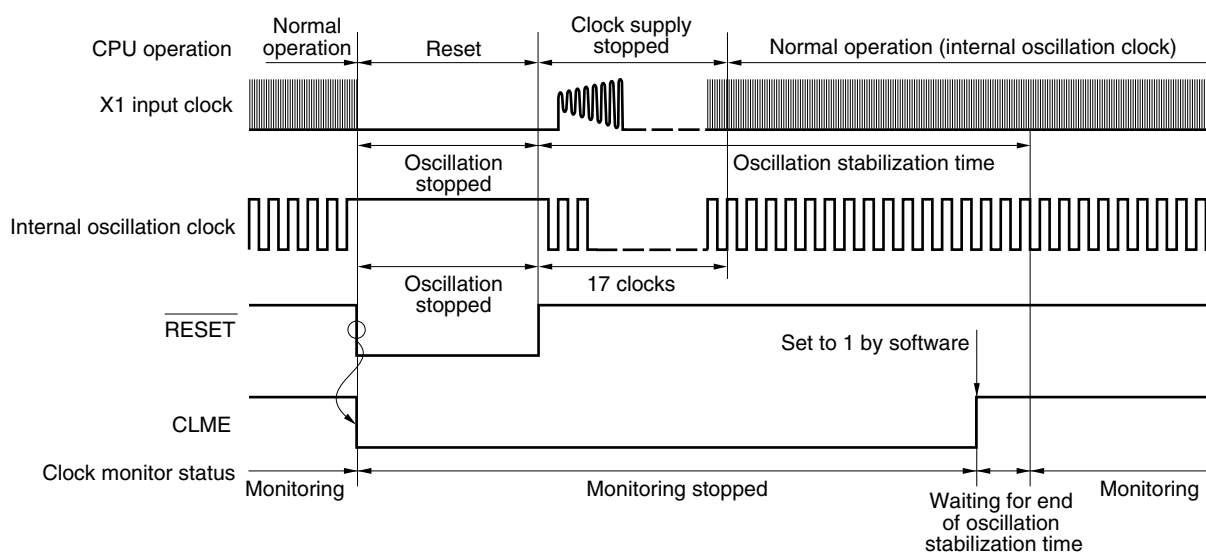 Normal
operation
Clock supply
stopped
CPU operation
Reset
Normal operation (internal oscillation clock)
X1 input clock
Oscillation
stopped
Oscillation stabilization time
Internal oscillation clock
Oscillation
stopped
17 clocks
RESET
Set to 1 by software
CLME
Clock monitor status
Monitoring
Monitoring stopped
Monitoring
Waiting for end
of oscillation
stabilization time